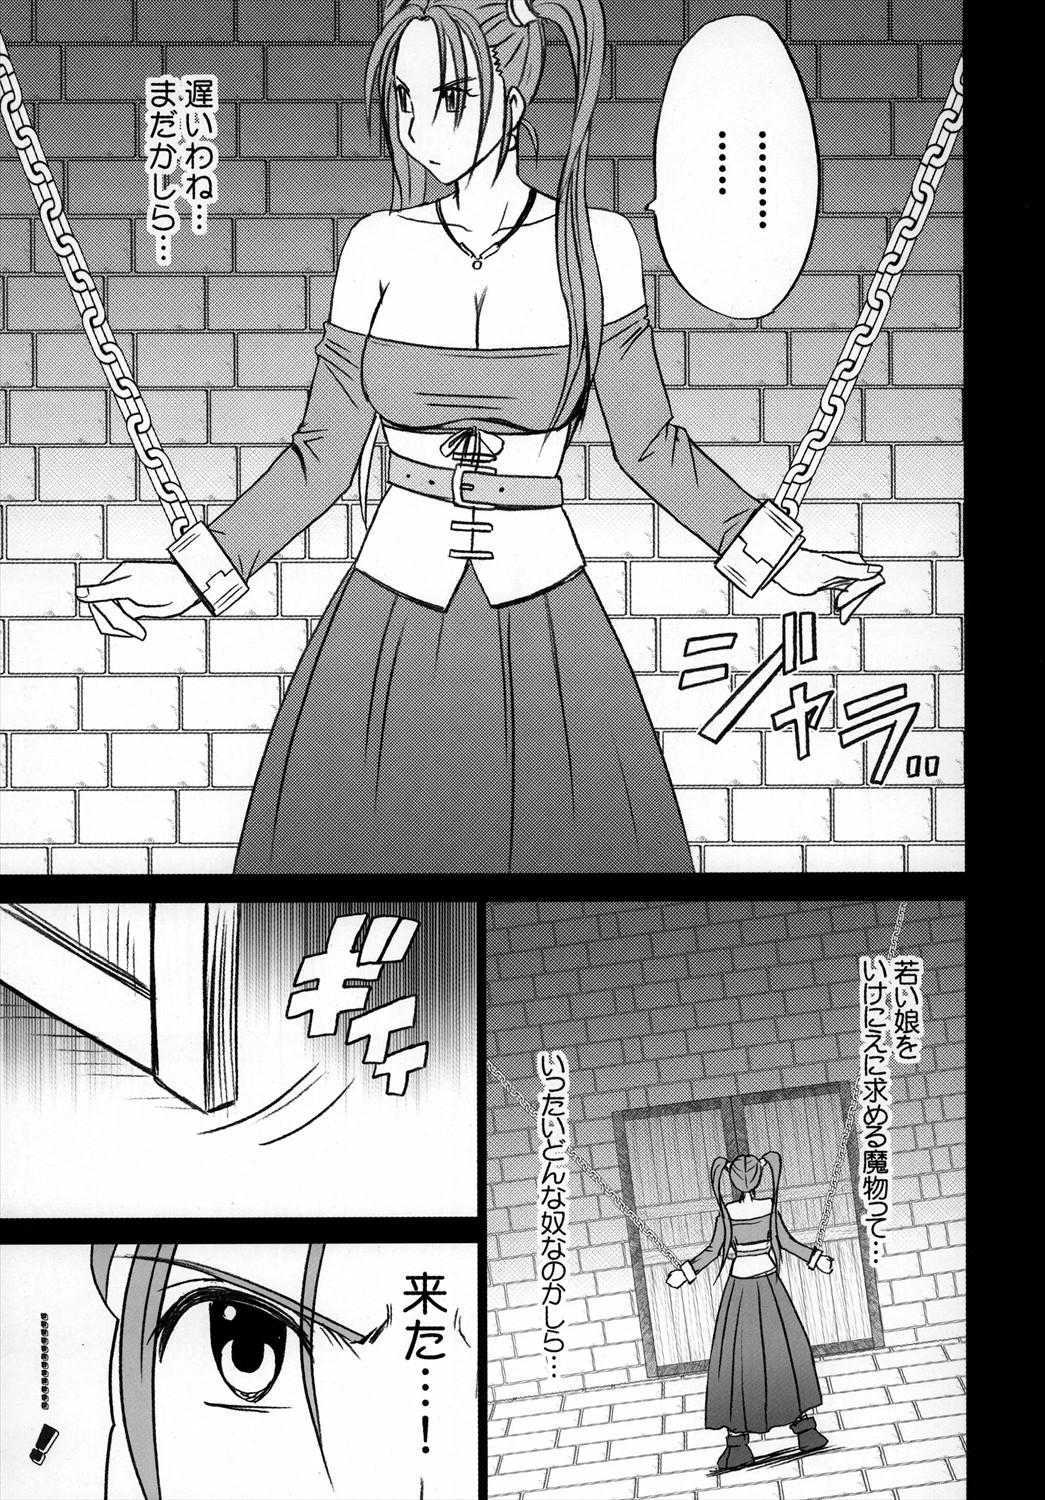 ………
……
遅いわね…
まだかしら…
ジャラ
若い娘を
いけにえに求める魔物って…
いったいどんな奴なのかしら…
ギィイ
来た…！
………！